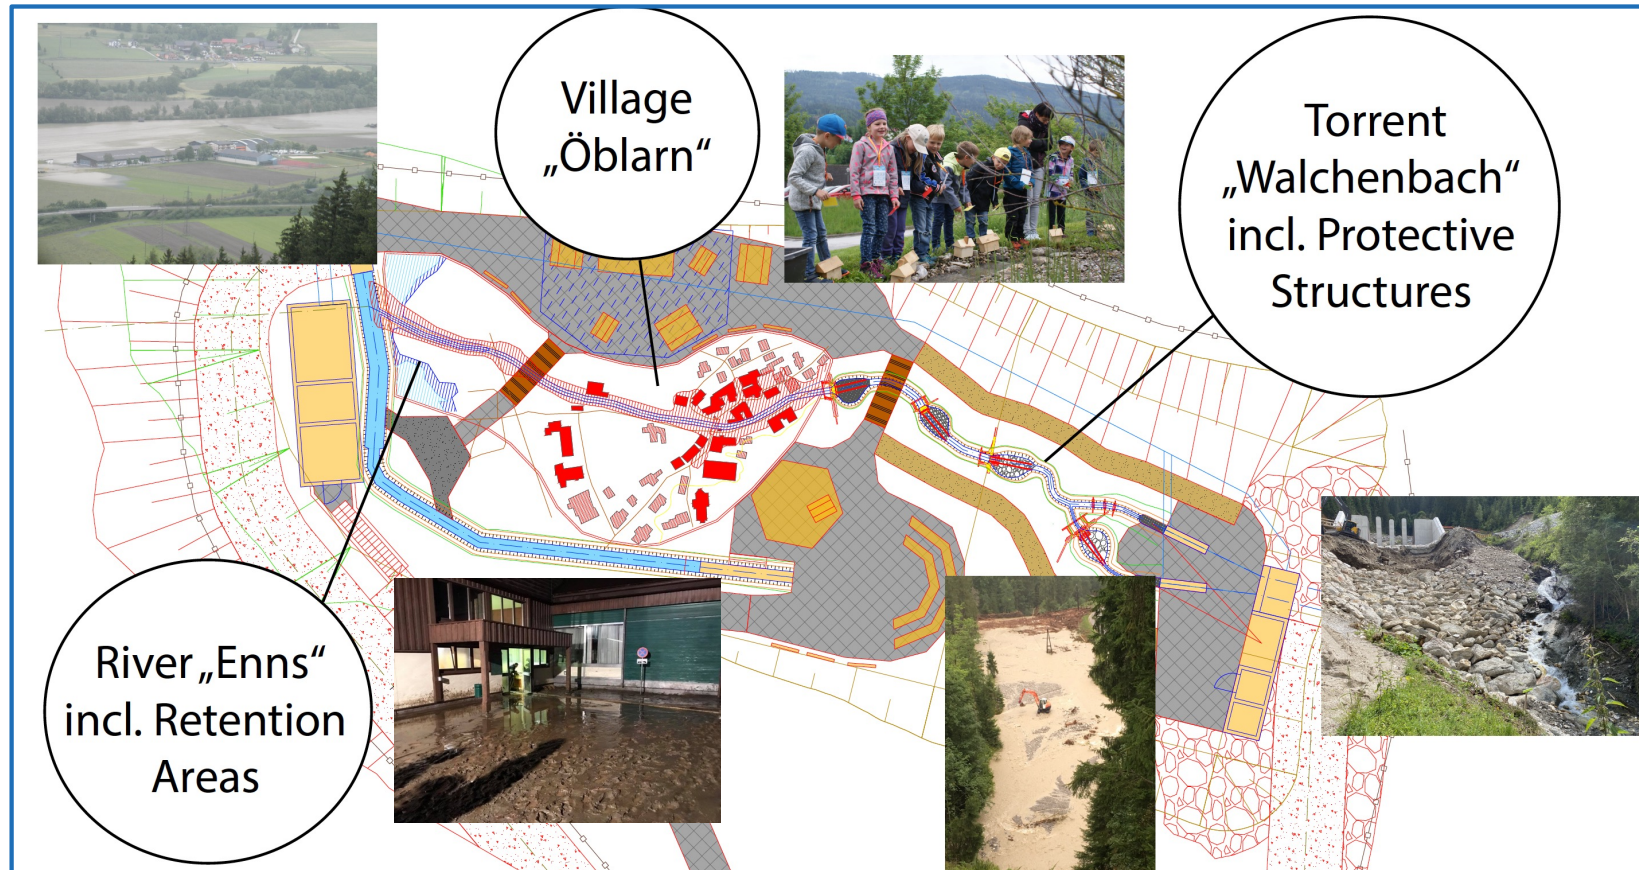 Village
„Öblarn“
Torrent
„Walchenbach“
incl. Protective
Structures
River „Enns“
incl. Retention
Areas